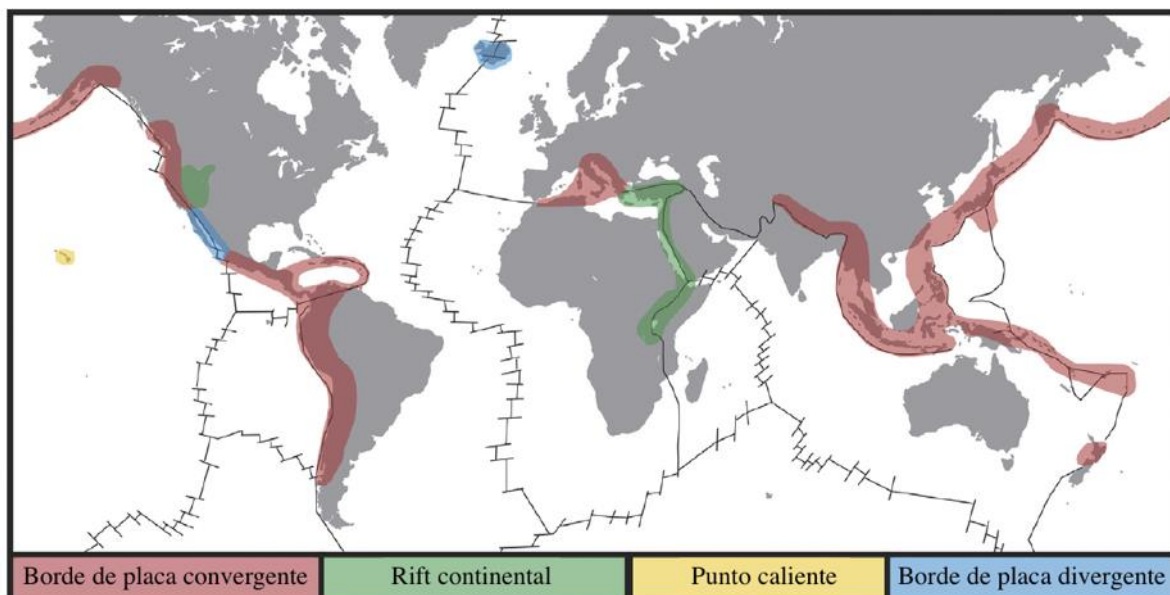 Borde de placa convergente
Rift continental
Punto caliente
Borde de placa divergente